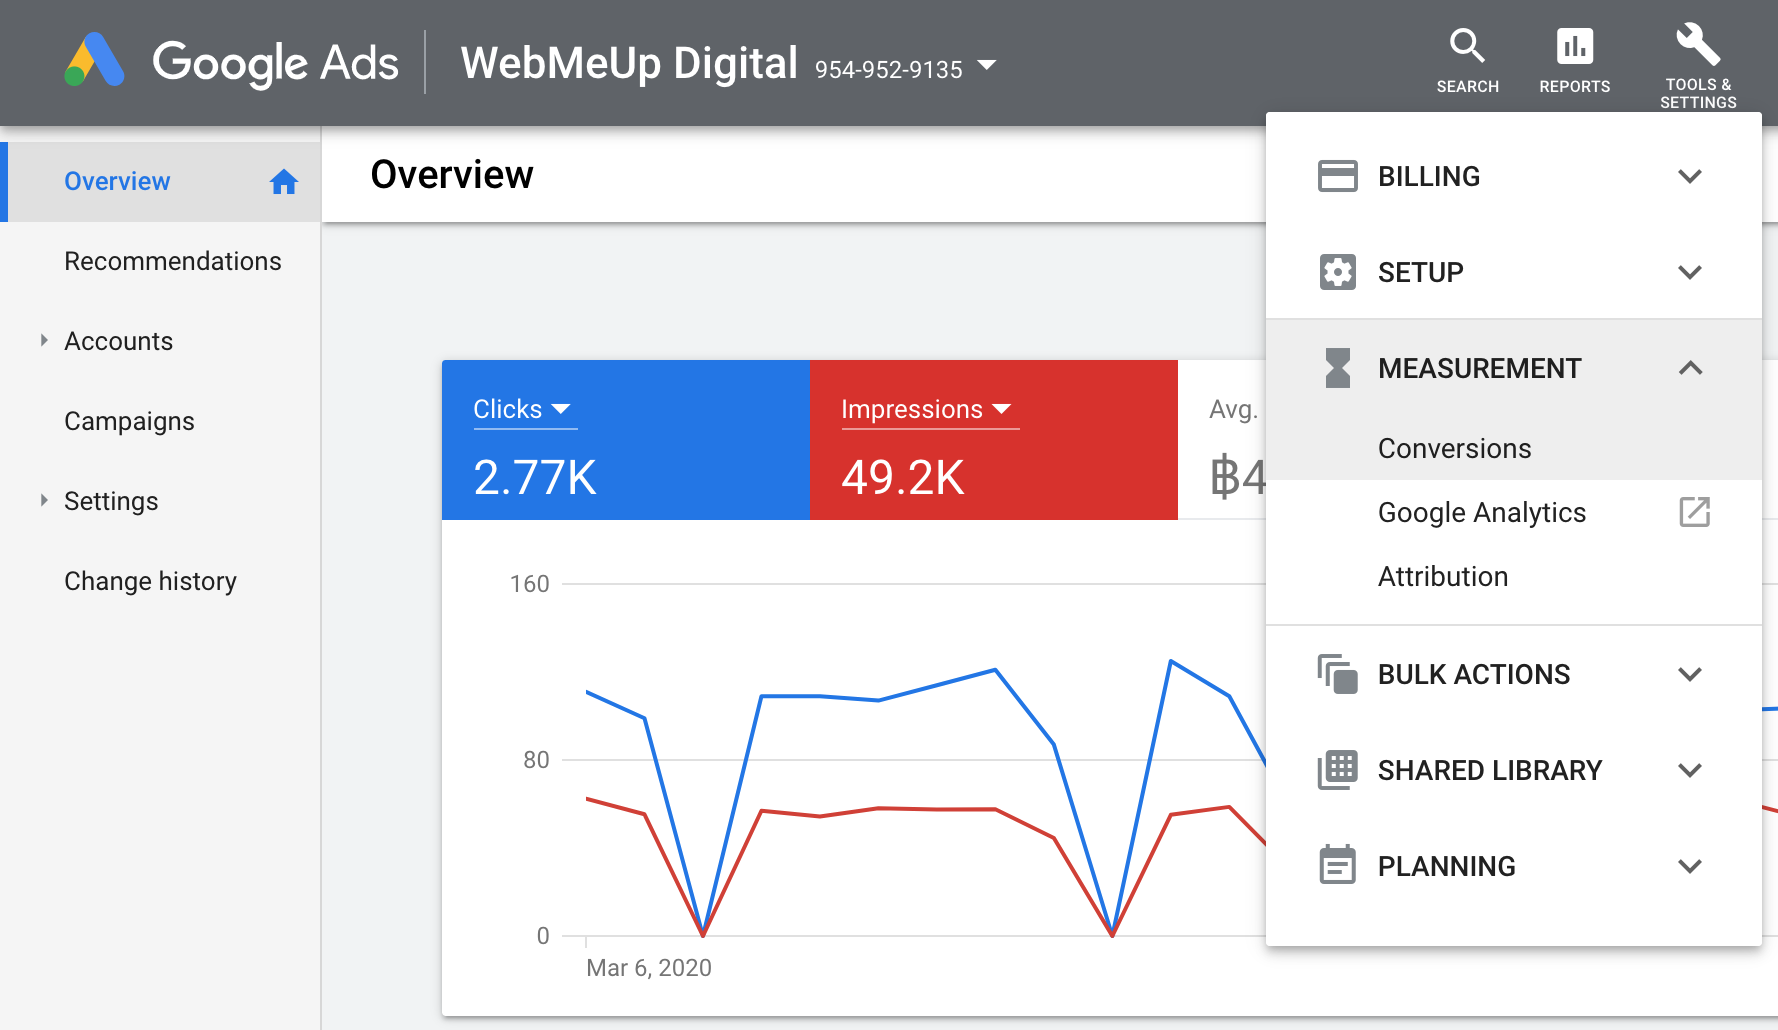 Google Ads
WebMeUp Digital 954-952-9135
SEARCH
REPORTS
TOOLS &
SETTINGS
Overview
Recommendations
Accounts
Campaigns
Settings
Change history
Overview
Clicks
2.77K
Impressions
49.2K
Avg.
฿4
160
80
0
Mar 6, 2020
BILLING
SETUP
MEASUREMENT
Conversions
Google Analytics
Attribution
BULK ACTIONS
SHARED LIBRARY
PLANNING